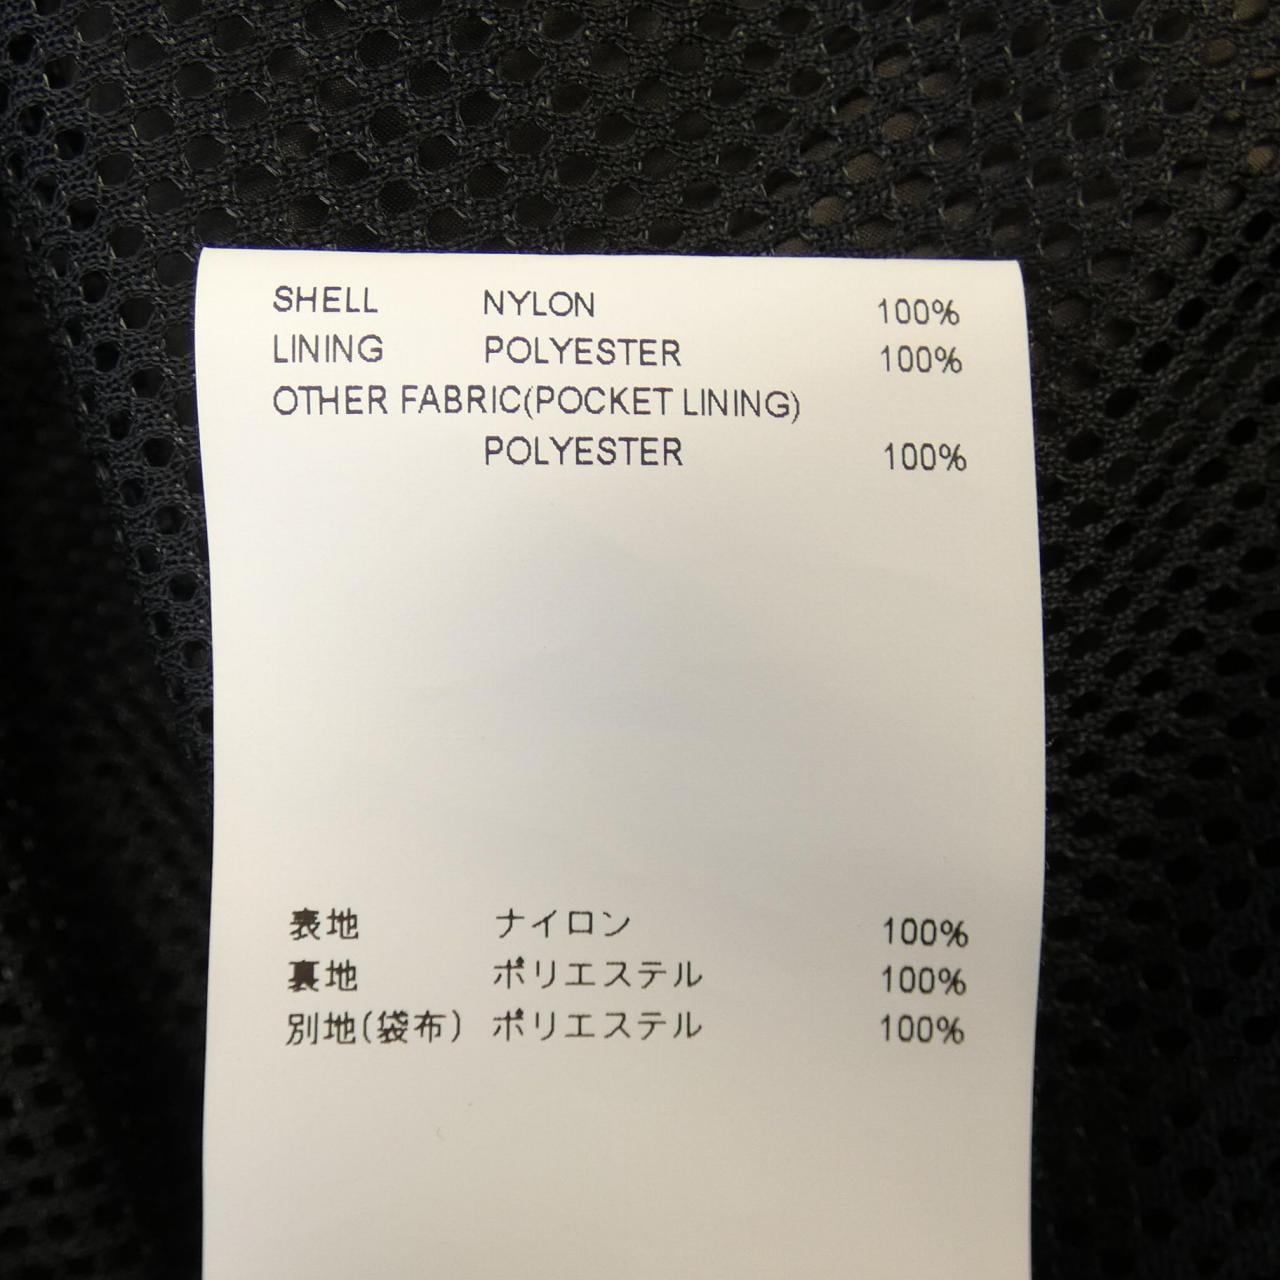 SHELL NYLON 100%
LINING POLYESTER 100%
OTHER FABRIC(POCKET LINING)
POLYESTER 100%
表地 ナイロン 100%
裏地 ポリエステル 100%
別地(袋布) ポリエステル 100%